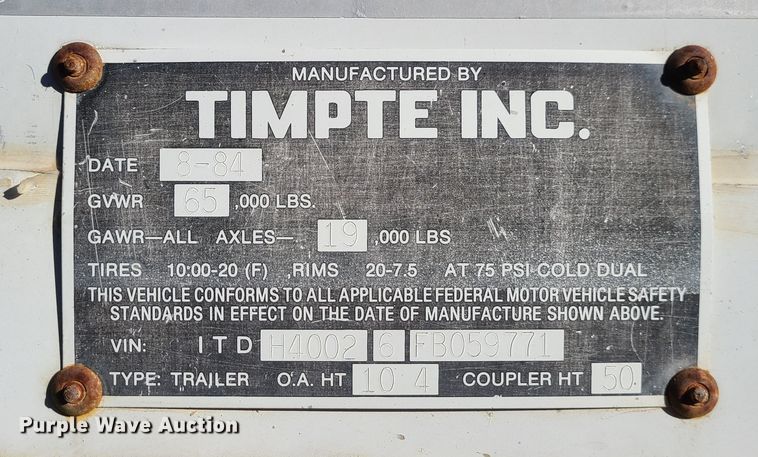 MANUFACTURED BY
TIMPTE INC.
DATE 8-84
GVWR 65 ,000 LBS.
GAWR—ALL AXLES— 19 ,000 LBS
TIRES 10:00-20 (F) ,RIMS 20-7.5 AT 75 PSI COLD DUAL
THIS VEHICLE CONFORMS TO ALL APPLICABLE FEDERAL MOTOR VEHICLE SAFETY
STANDARDS IN EFFECT ON THE DATE OF MANUFACTURE SHOWN ABOVE.
VIN: ITD H4002 6 FB059771
TYPE: TRAILER O.A. HT 10 4 COUPLER HT 50
Purple Wave Auction